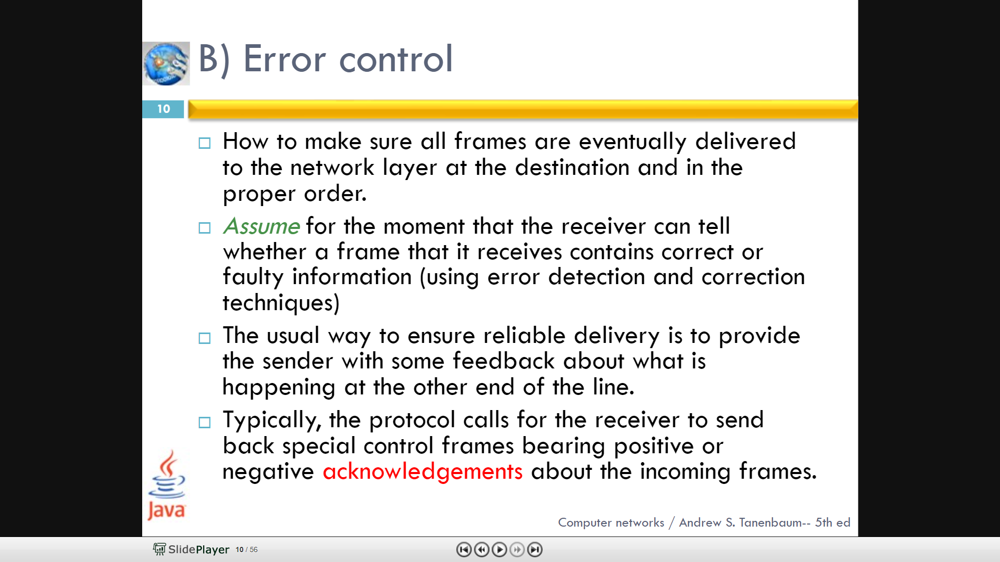 B) Error control
10
How to make sure all frames are eventually delivered
to the network layer at the destination and in the
proper order.
Assume for the moment that the receiver can tell
whether a frame that it receives contains correct or
faulty information (using error detection and correction
techniques)
The usual way to ensure reliable delivery is to provide
the sender with some feedback about what is
happening at the other end of the line.
Typically, the protocol calls for the receiver to send
back special control frames bearing positive or
negative acknowledgements about the incoming frames.
Java
Computer networks / Andrew S. Tanenbaum-- 5th ed
SlidePlayer 10 / 56